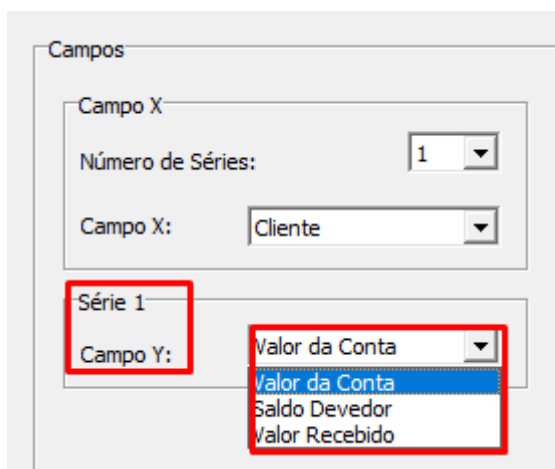 Campos
Campo X
Número de Séries: 1
Campo X: Cliente
Série 1
Campo Y: Valor da Conta
Valor da Conta
Saldo Devedor
Valor Recebido